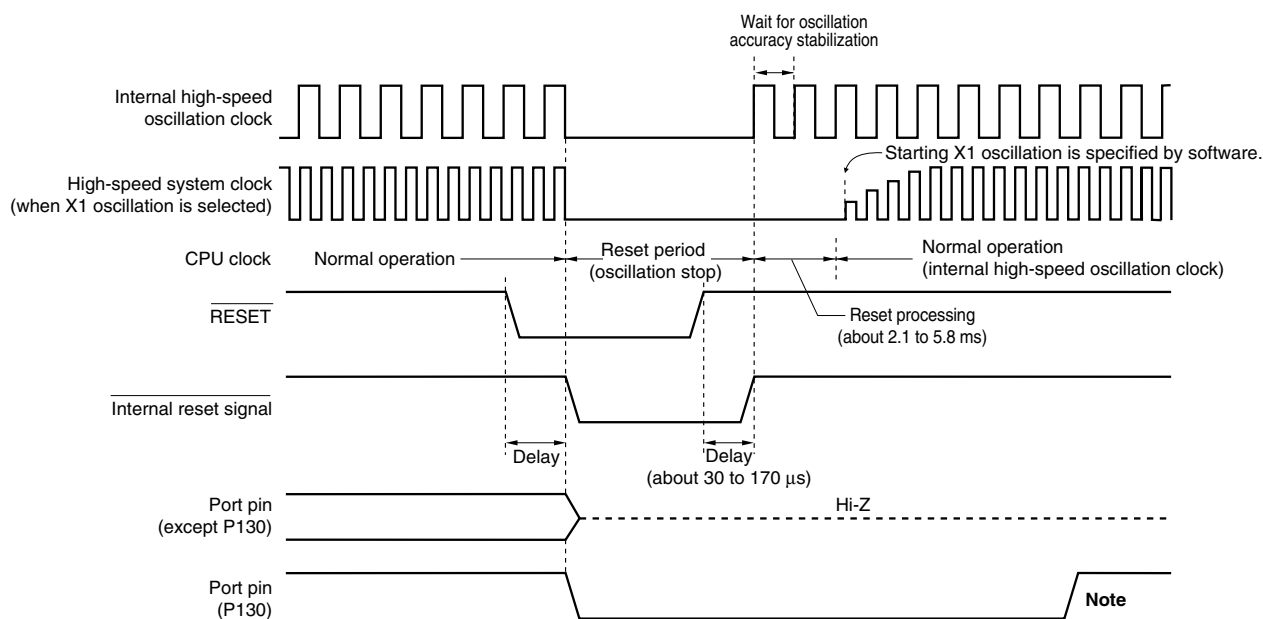 Wait for oscillation
accuracy stabilization
Internal high-speed
oscillation clock
Starting X1 oscillation is specified by software.
High-speed system clock
(when X1 oscillation is selected)
CPU clock
Normal operation
Reset period
(oscillation stop)
Normal operation
(internal high-speed oscillation clock)
RESET
Reset processing
(about 2.1 to 5.8 ms)
Internal reset signal
Delay
Delay
(about 30 to 170 μs)
Port pin
(except P130)
Hi-Z
Port pin
(P130)
Note